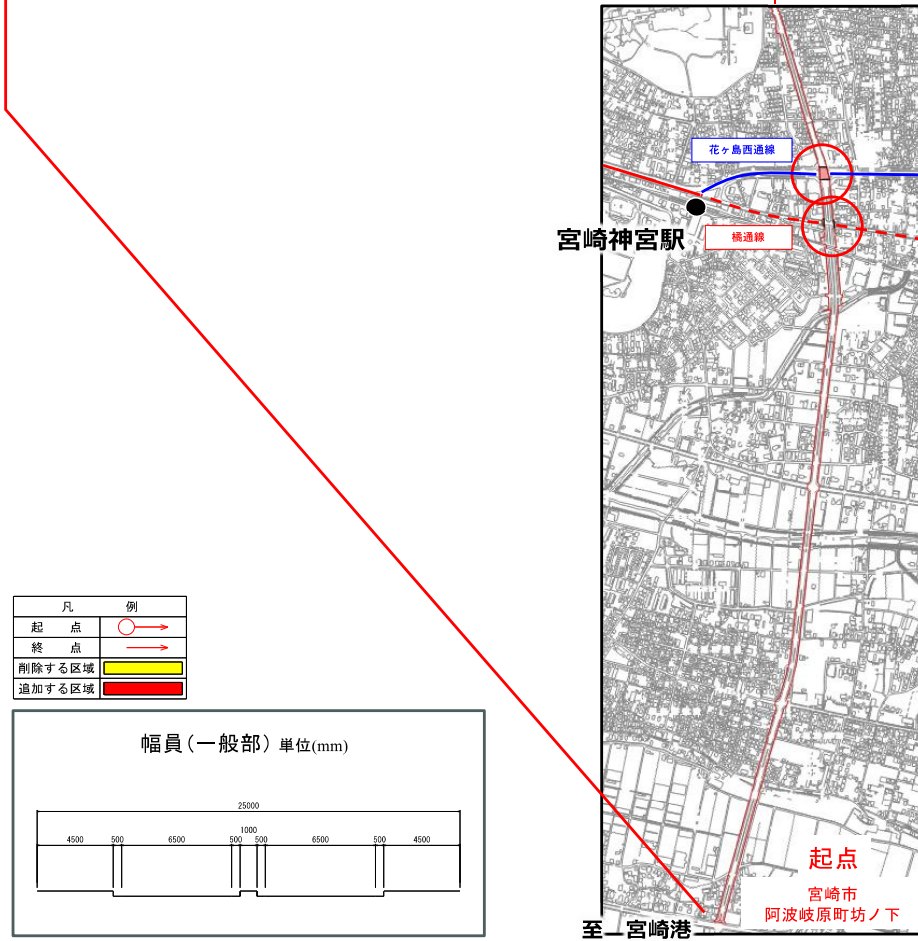 花ヶ島西通線
宮崎神宮駅
橘通線
凡 例
起 点
終 点
削除する区域
追加する区域
幅員(一般部) 単位(mm)
25000
1000
4500 500 6500 500 500 6500 500 4500
起点
宮崎市
阿波岐原町坊ノ下
至 宮崎港